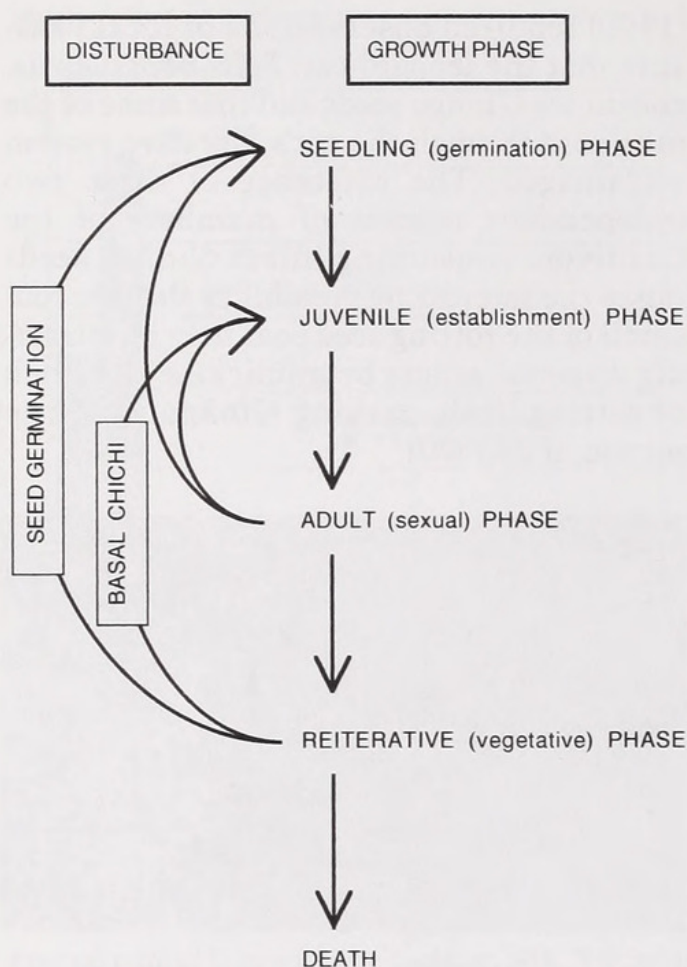 DISTURBANCE
GROWTH PHASE
SEEDLING (germination) PHASE
JUVENILE (establishment) PHASE
ADULT (sexual) PHASE
REITERATIVE (vegetative) PHASE
DEATH
SEED GERMINATION
BASAL CHICHI